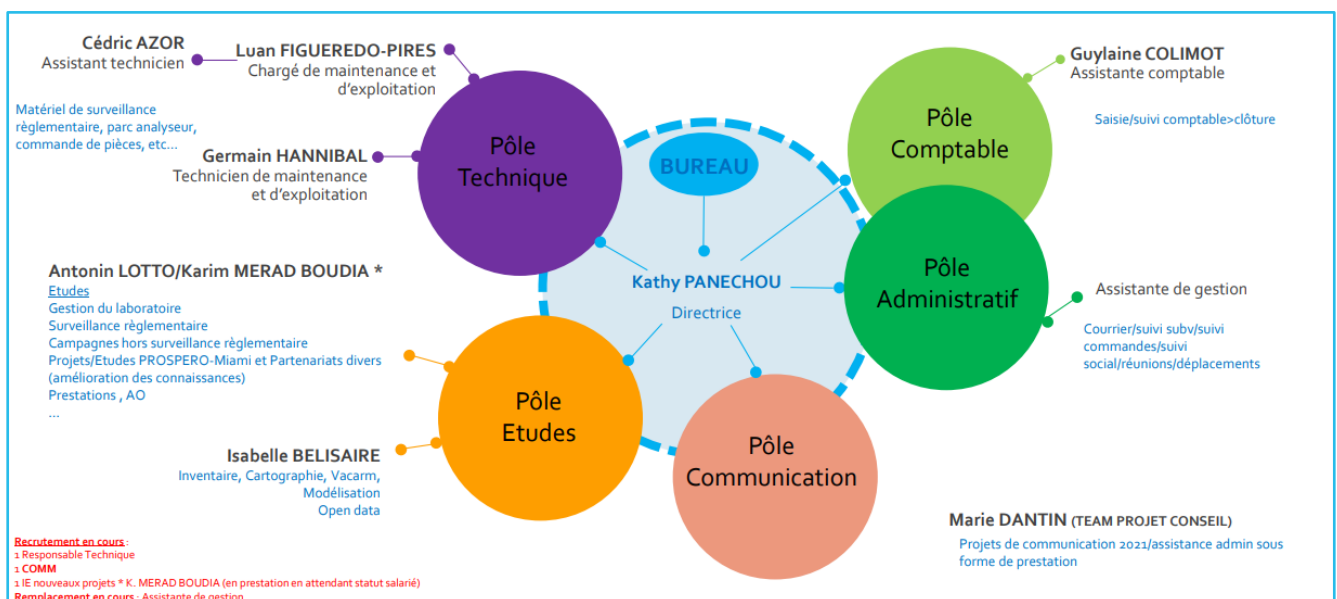 Cédric AZOR
Assistant technicien
Luan FIGUEREDO-PIRES
Chargé de maintenance et
d'exploitation
Matériel de surveillance
règlementaire, parc analyseur,
commande de pièces, etc...
Germain HANNIBAL
Technicien de maintenance
et d'exploitation
Pôle
Technique
BUREAU
Pôle
Comptable
Guylaine COLIMOT
Assistante comptable
Saisie/suivi comptable>clôture
Kathy PANECHOU
Directrice
Pôle
Administratif
Assistante de gestion
Courrier/suivi subv/suivi
commandes/suivi
social/réunions/déplacements
Antonin LOTTO/Karim MERAD BOUDIA *
Etudes
Gestion du laboratoire
Surveillance règlementaire
Campagnes hors surveillance règlementaire
Projets/Etudes PROSPERO-Miami et Partenariats divers
(amélioration des connaissances)
Prestations , AO
...
Pôle
Etudes
Isabelle BELISAIRE
Inventaire, Cartographie, Vacarm,
Modélisation
Open data
Pôle
Communication
Marie DANTIN (TEAM PROJET CONSEIL)
Projets de communication 2021/assistance admin sous
forme de prestation
Recrutement en cours :
1 Responsable Technique
1 COMM
1 IE nouveaux projets * K. MERAD BOUDIA (en prestation en attendant statut salarié)
Remplacement en cours : Assistante de gestion